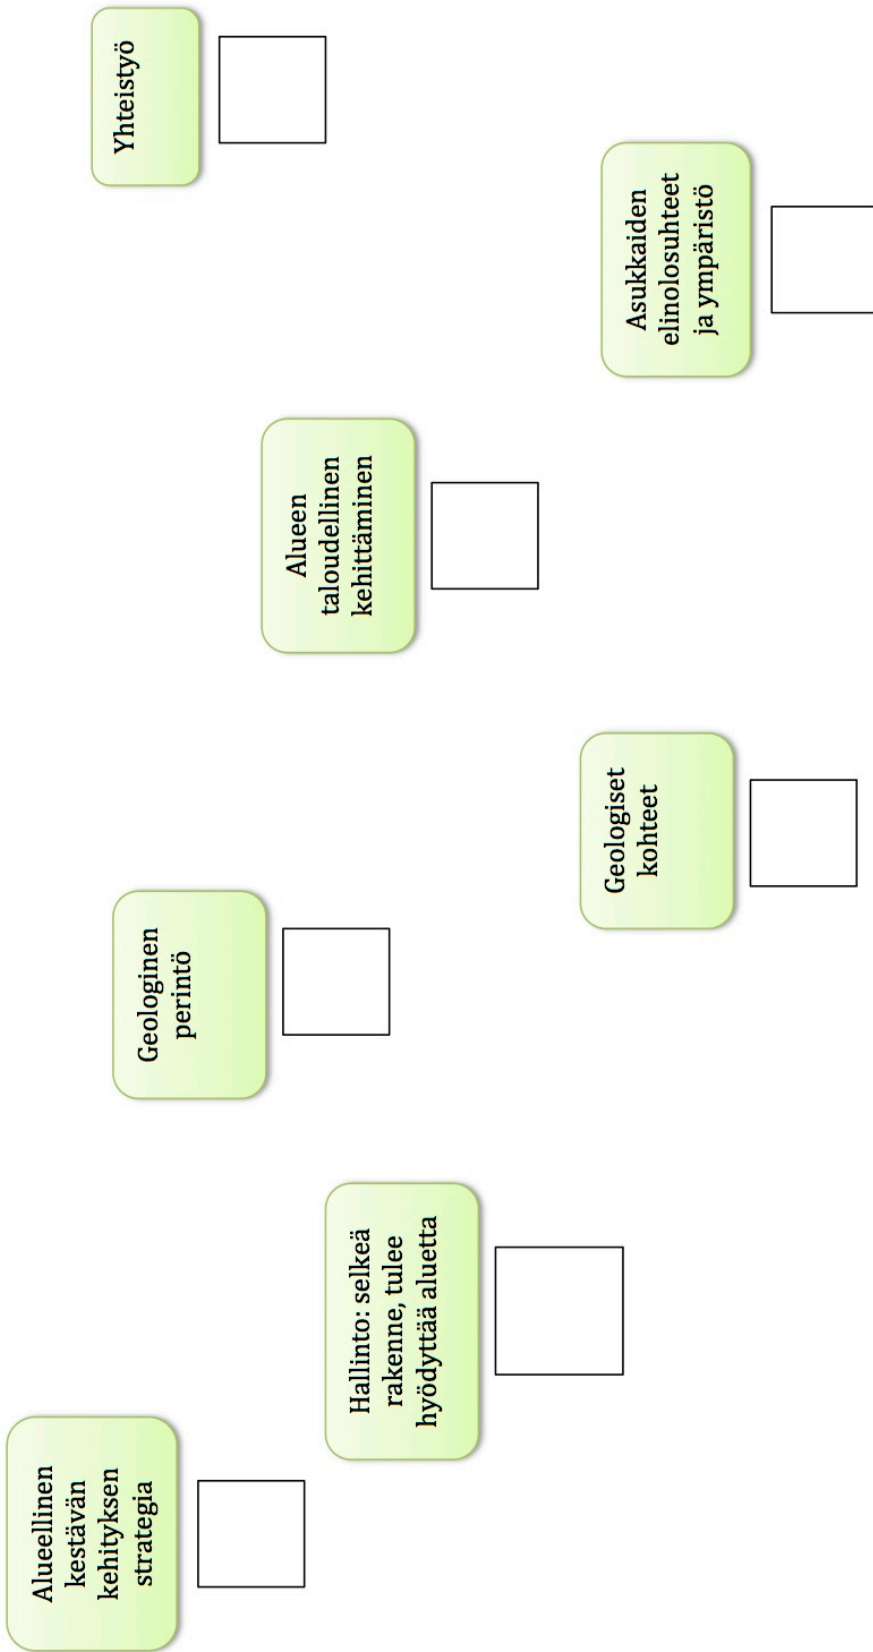 Alueellinen
kestävän
kehityksen
strategia
Geologinen
perintö
Yhteistyö
Hallinto: selkeä
rakenne, tulee
hyödyttää aluetta
Alueen
taloudellinen
kehittäminen
Geologiset
kohteet
Asukkaiden
elinolosuhteet
ja ympäristö